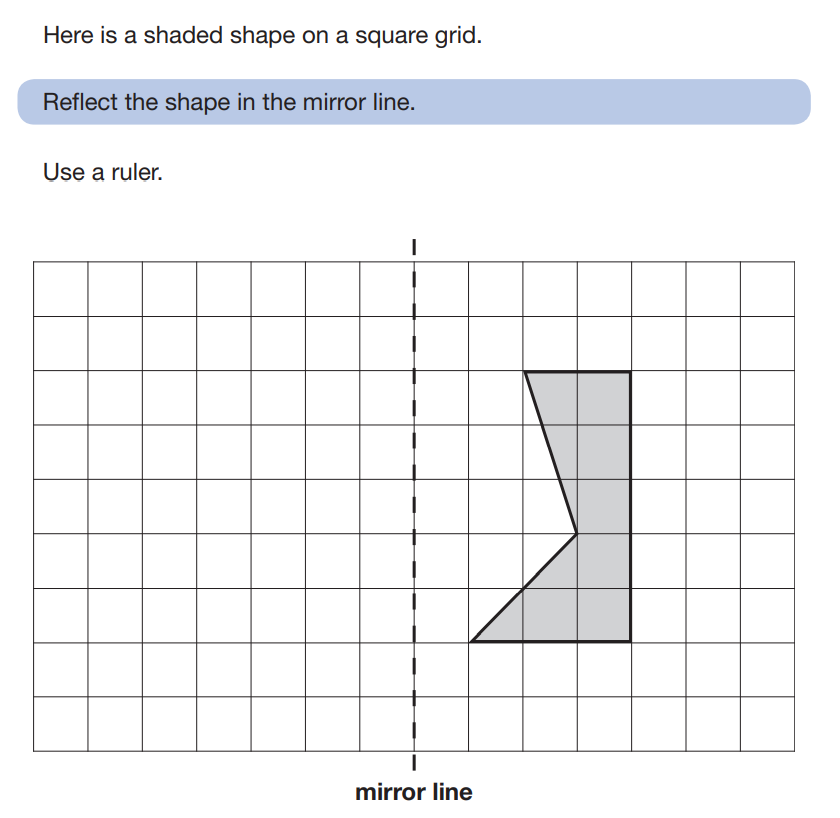 Here is a shaded shape on a square grid.
Reflect the shape in the mirror line.
Use a ruler.
mirror line